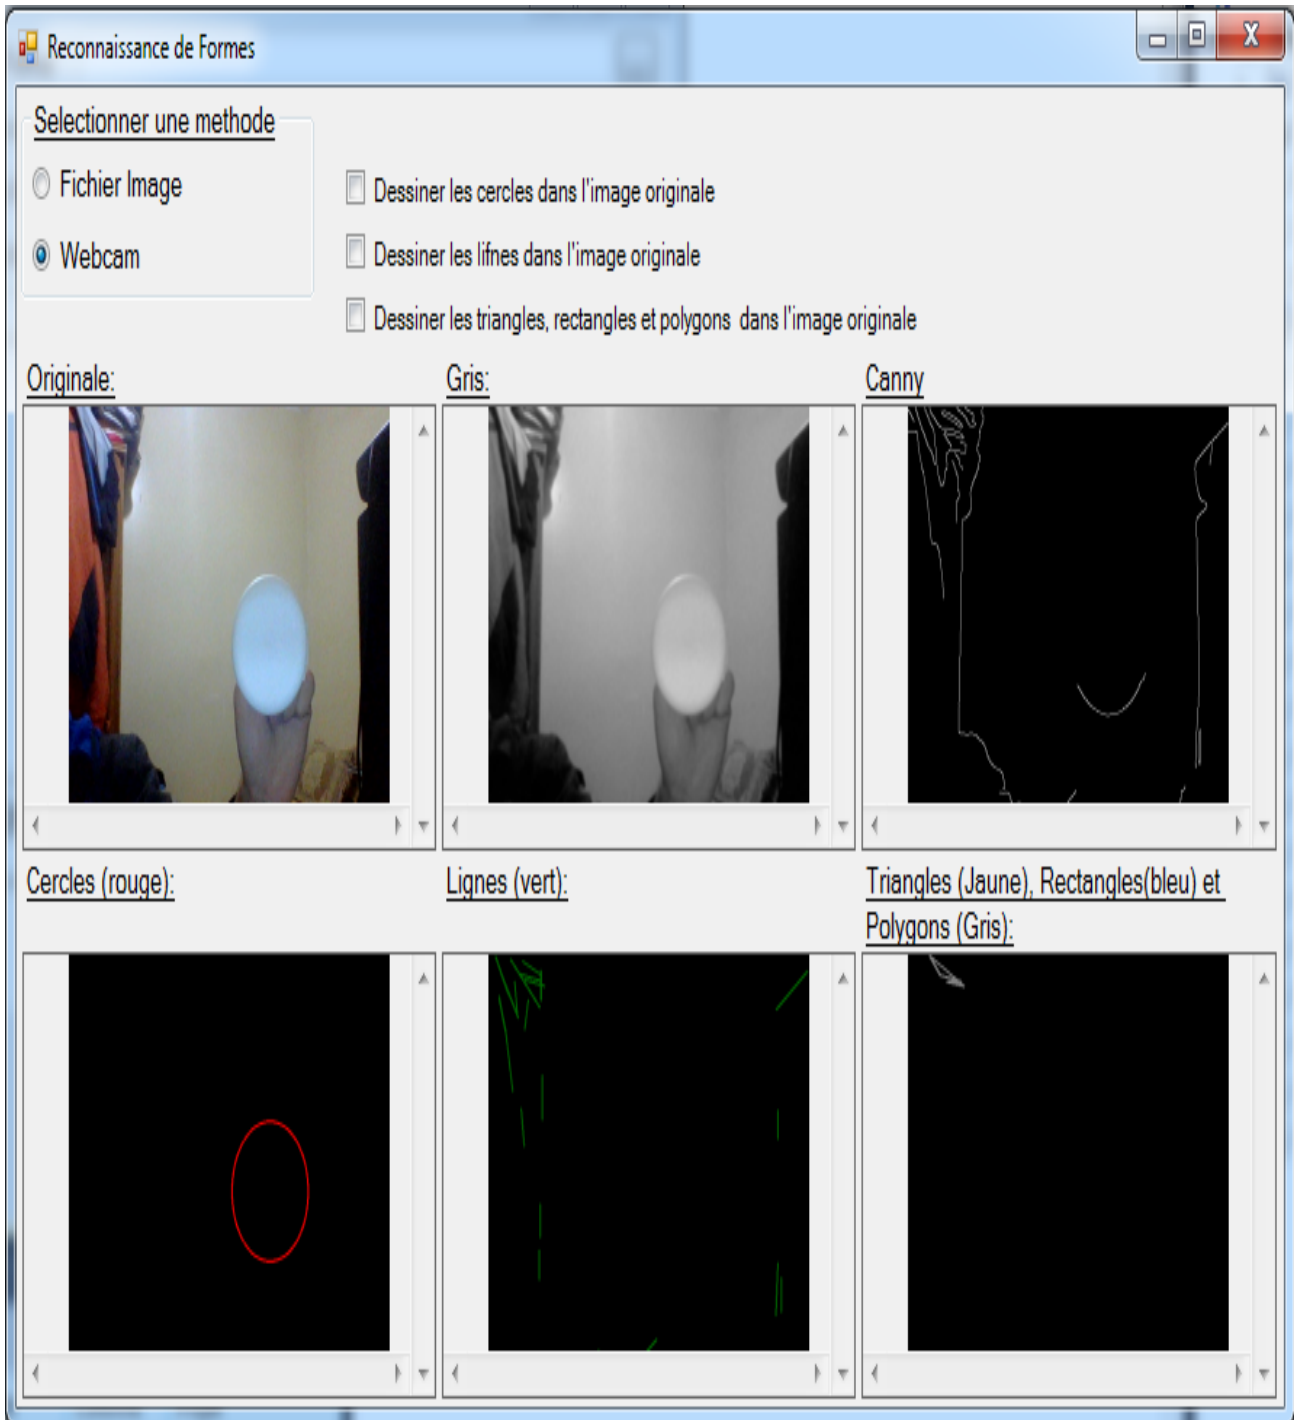 Reconnaissance de Formes
Selectionner une methode
Fichier Image
Webcam
Dessiner les cercles dans l'image originale
Dessiner les lifnes dans l'image originale
Dessiner les triangles, rectangles et polygons dans l'image originale
Originale:
Gris:
Canny
Cercles (rouge):
Lignes (vert):
Triangles (Jaune), Rectangles(bleu) et
Polygons (Gris):